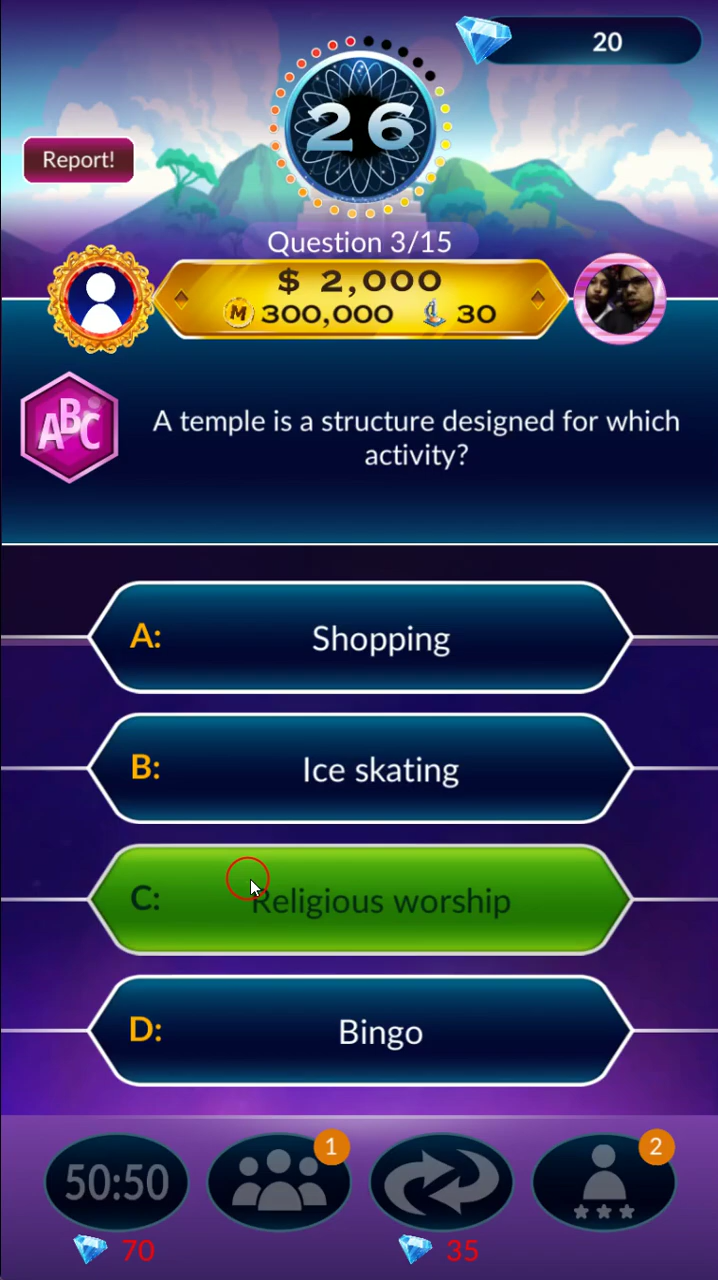 20
26
Report!
Question 3/15
$ 2,000
M 300,000 30
ABC
A temple is a structure designed for which
activity?
A: Shopping
B: Ice skating
C: Religious worship
D: Bingo
1
2
50:50
70
35